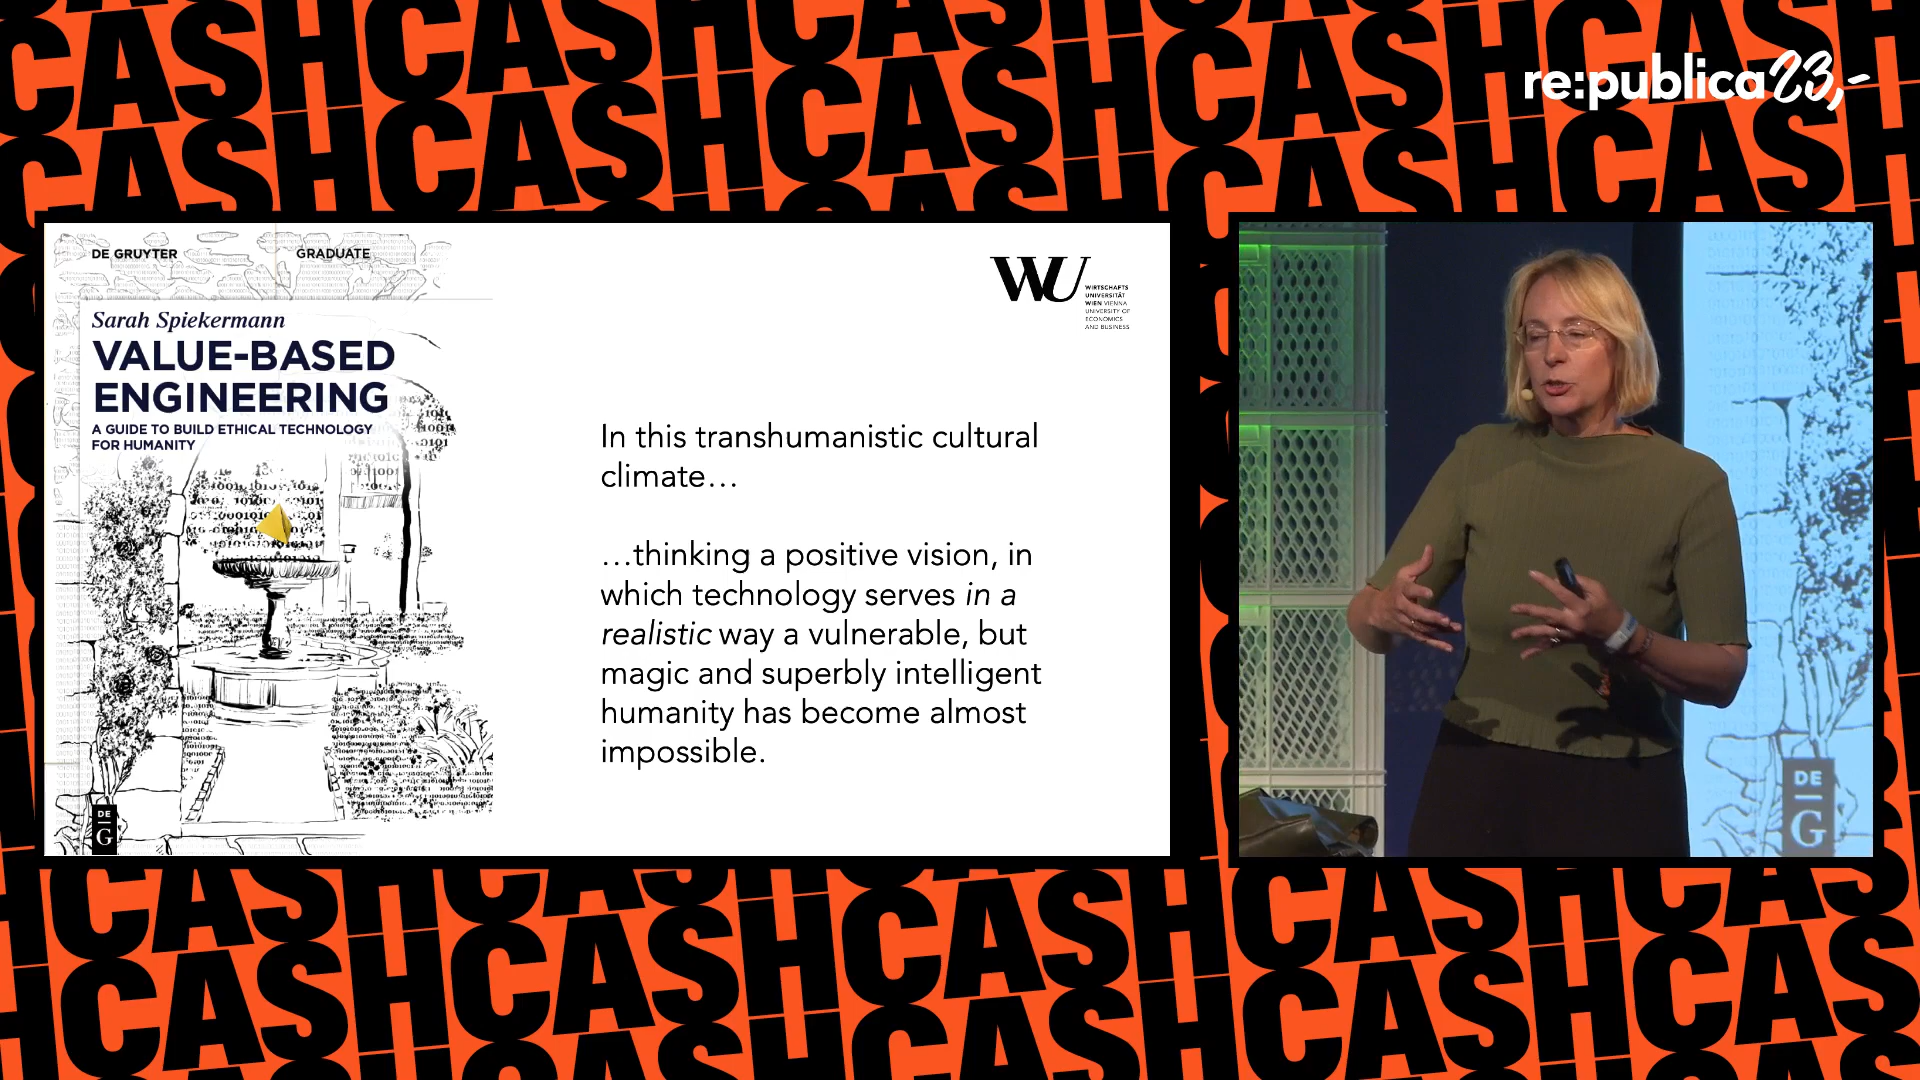 re:publica23,-
DE GRUYTER GRADUATE
Sarah Spiekermann
VALUE-BASED
ENGINEERING
A GUIDE TO BUILD ETHICAL TECHNOLOGY
FOR HUMANITY
DE
G
WU
WIRTSCHAFTS
UNIVERSITÄT
WIEN VIENNA
UNIVERSITY OF
ECONOMICS
AND BUSINESS
In this transhumanistic cultural
climate…
…thinking a positive vision, in
which technology serves in a
realistic way a vulnerable, but
magic and superbly intelligent
humanity has become almost
impossible.
DE
G
CASHCASHCASHCASHCASH
CASHCASHCASHCASHCASH